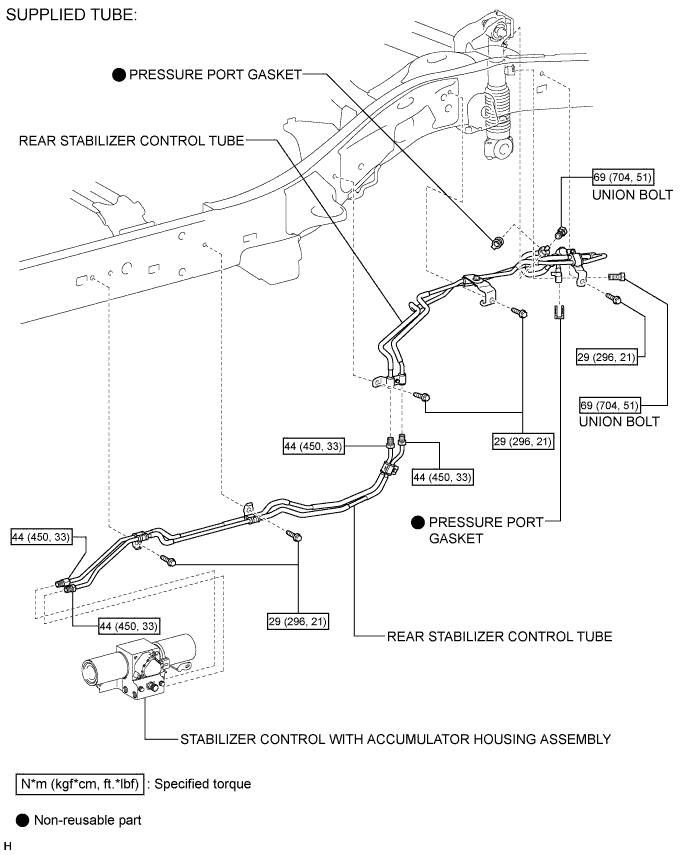 SUPPLIED TUBE:
PRESSURE PORT GASKET
REAR STABILIZER CONTROL TUBE
69 (704, 51)
UNION BOLT
29 (296, 21)
69 (704, 51)
UNION BOLT
29 (296, 21)
44 (450, 33)
44 (450, 33)
PRESSURE PORT
GASKET
44 (450, 33)
29 (296, 21)
44 (450, 33)
REAR STABILIZER CONTROL TUBE
STABILIZER CONTROL WITH ACCUMULATOR HOUSING ASSEMBLY
N*m (kgf*cm, ft.*lbf) : Specified torque
Non-reusable part
H